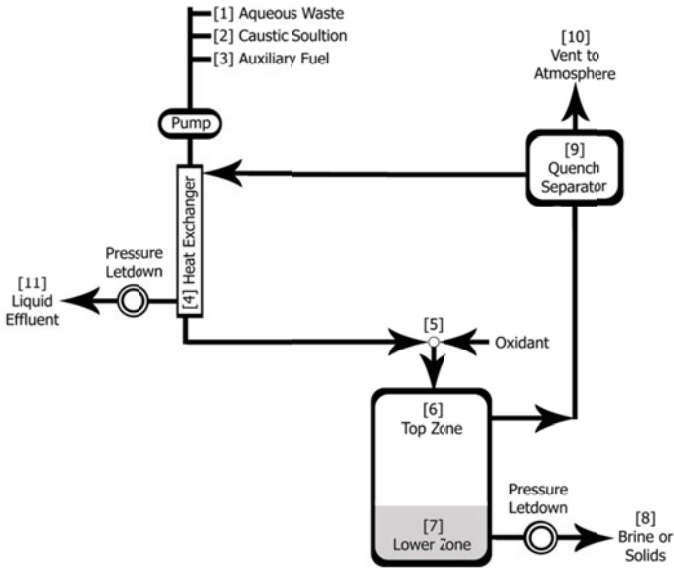 [1] Aqueous Waste
[2] Caustic Soultion
[3] Auxiliary Fuel
Pump
[10]
Vent to
Atmosphere
[9]
Quench
Separator
[4] Heat Exchanger
Pressure
Letdown
[11]
Liquid
Effluent
[5]
Oxidant
[6]
Top Zone
[7]
Lower Zone
Pressure
Letdown
[8]
Brine or
Solids